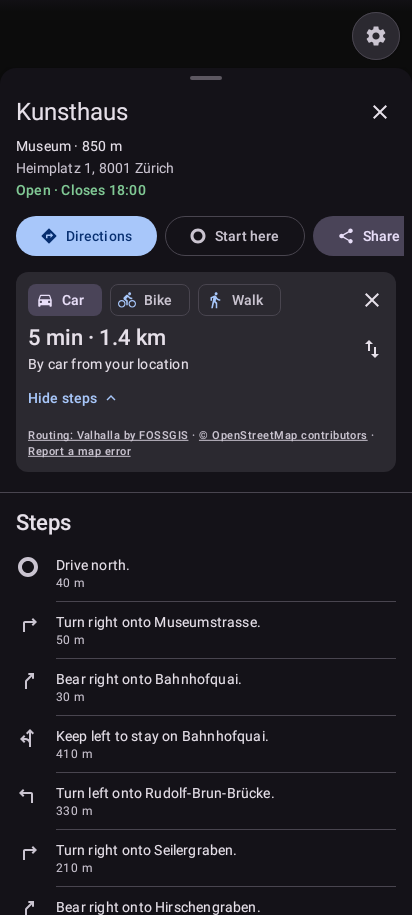 Kunsthaus
Museum · 850 m
Heimplatz 1, 8001 Zürich
Open · Closes 18:00
Directions
Start here
Share
Car
Bike
Walk
5 min · 1.4 km
By car from your location
Hide steps
Routing: Valhalla by FOSSGIS · © OpenStreetMap contributors ·
Report a map error
Steps
Drive north.
40 m
Turn right onto Museumstrasse.
50 m
Bear right onto Bahnhofquai.
30 m
Keep left to stay on Bahnhofquai.
410 m
Turn left onto Rudolf-Brun-Brücke.
330 m
Turn right onto Seilergraben.
210 m
Bear right onto Hirschengraben.